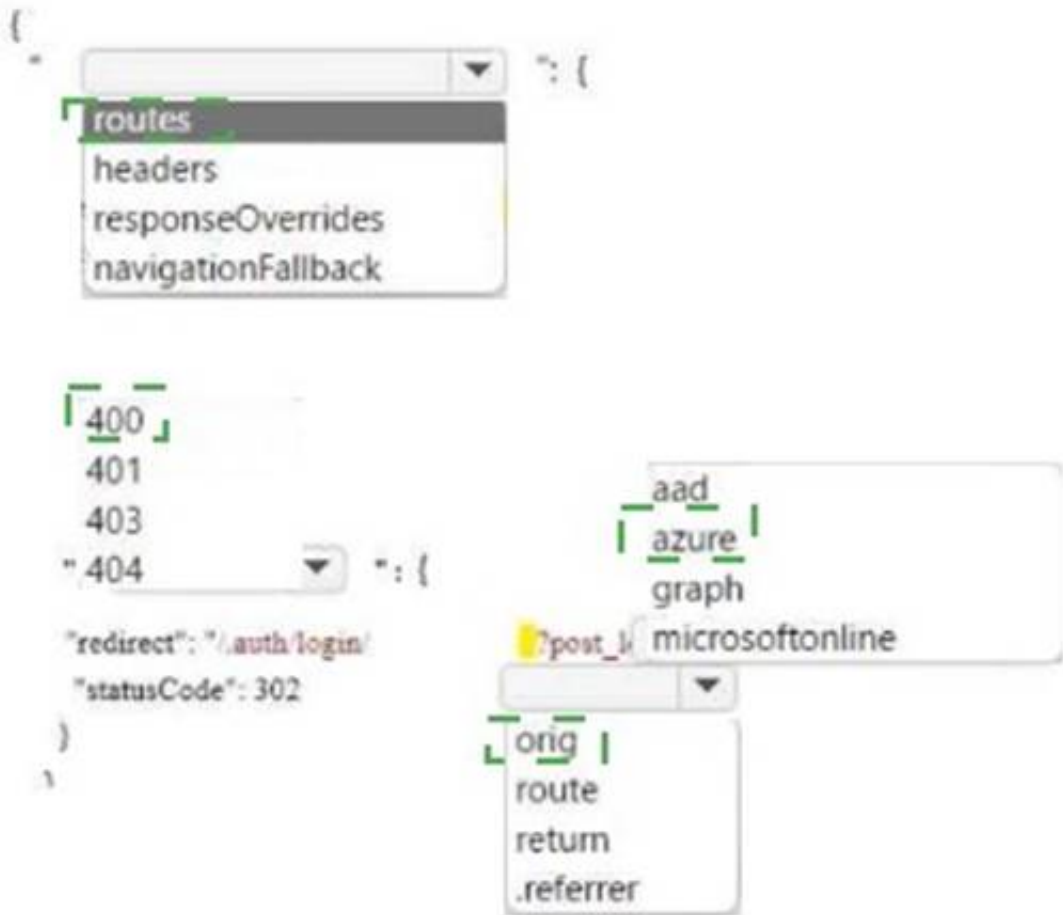 {
" ": {
routes
headers
responseOverrides
navigationFallback
400
401
403
" 404 ": {
aad
azure
graph
microsoftonline
"redirect": "/.auth/login/ ?post_l
"statusCode": 302
orig
route
return
.referrer
}